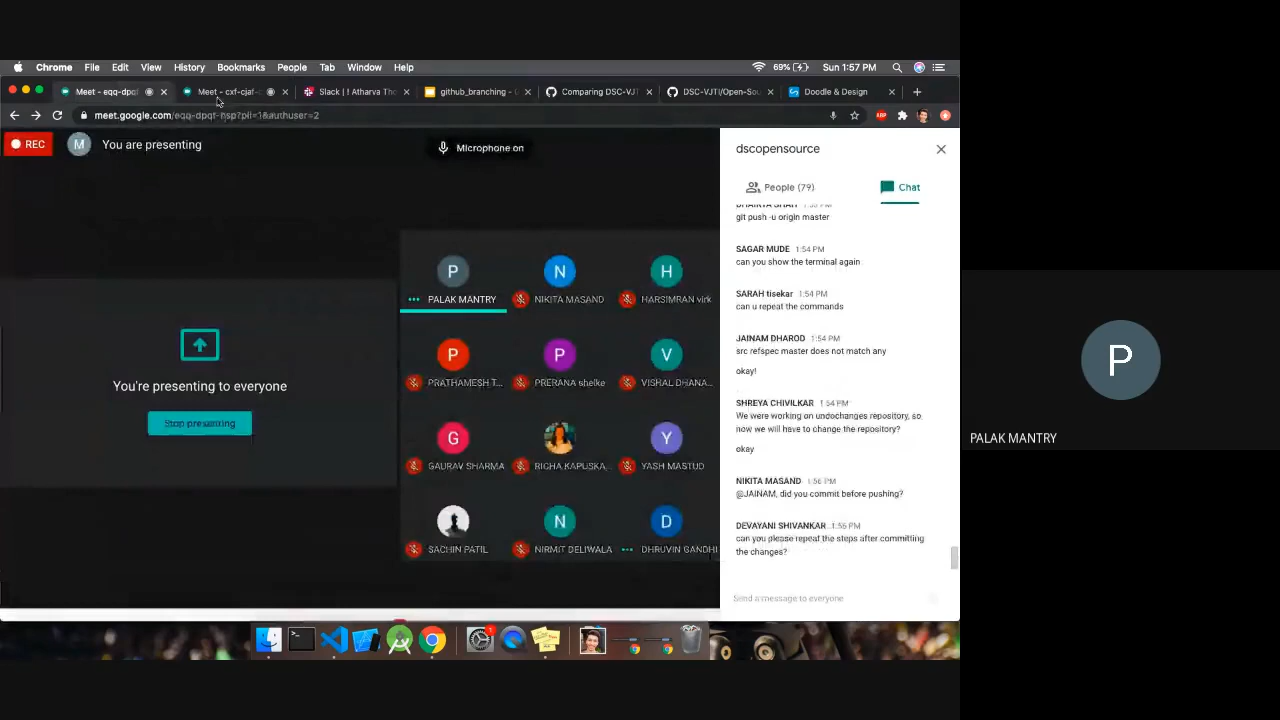 Chrome File Edit View History Bookmarks People Tab Window Help 69% Sun 1:57 PM
Meet - eqq-dpqf Meet - cxf-cjaf Slack | ! Atharva Tho github_branching - Comparing DSC-VJT DSC-VJTI/Open-So Doodle & Design
meet.google.com/eqq-dpqf-hsp?pli=1&authuser=2
REC M You are presenting Microphone on
dscopensource
People (79) Chat
DHAIRYA SHAH
git push -u origin master
SAGAR MUDE 1:54 PM
can you show the terminal again
SARAH tisekar 1:54 PM
can u repeat the commands
JAINAM DHAROD 1:54 PM
src refspec master does not match any
okay!
SHREYA CHIVILKAR 1:54 PM
We were working on undochanges repository, so
now we will have to change the repository?
okay
NIKITA MASAND 1:56 PM
@JAINAM, did you commit before pushing?
DEVAYANI SHIVANKAR 1:56 PM
can you please repeat the steps after committing
the changes?
Send a message to everyone
You're presenting to everyone
Stop presenting
P N H
PALAK MANTRY NIKITA MASAND HARSIMRAN virk
P P V
PRATHAMESH T... PRERANA shelke VISHAL DHANA...
G Y
GAURAV SHARMA RICHA KAPUSKA... YASH MASTUD
N D
SACHIN PATIL NIRMIT DELIWALA DHRUVIN GANDHI
P
PALAK MANTRY